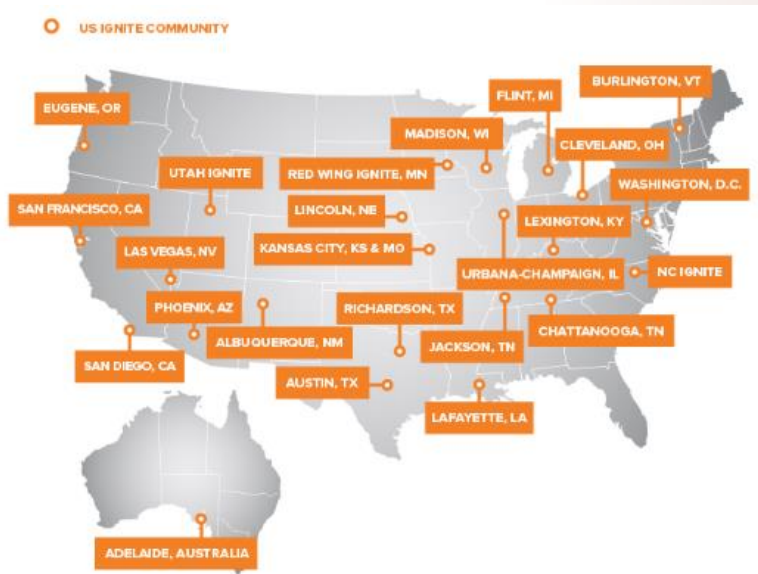 US IGNITE COMMUNITY
BURLINGTON, VT
FLINT, MI
EUGENE, OR
MADISON, WI
CLEVELAND, OH
UTAH IGNITE
RED WING IGNITE, MN
WASHINGTON, D.C.
SAN FRANCISCO, CA
LINCOLN, NE
LEXINGTON, KY
LAS VEGAS, NV
KANSAS CITY, KS & MO
URBANA-CHAMPAIGN, IL
NC IGNITE
PHOENIX, AZ
RICHARDSON, TX
CHATTANOOGA, TN
ALBUQUERQUE, NM
JACKSON, TN
SAN DIEGO, CA
AUSTIN, TX
LAFAYETTE, LA
ADELAIDE, AUSTRALIA